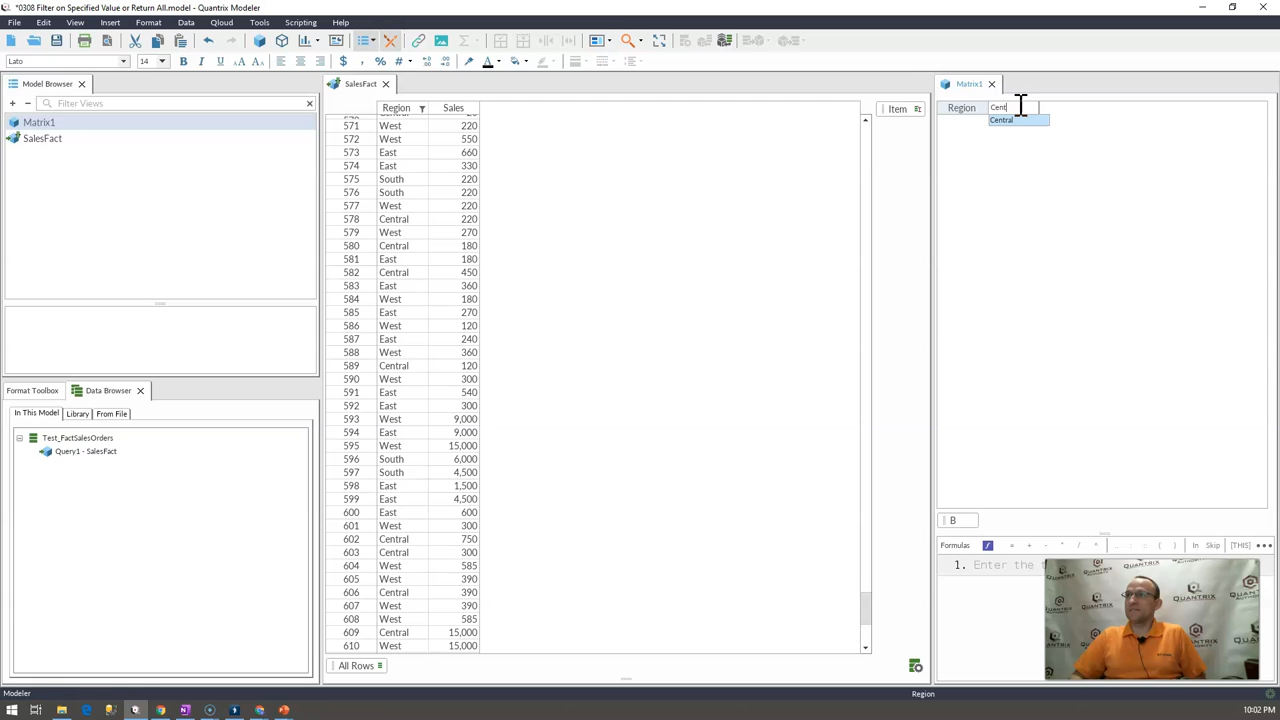 *0308 Filter on Specified Value or Return All.model - Quantrix Modeler
File Edit View Insert Format Data Qloud Tools Scripting Help
Lato 14
Model Browser
Filter Views
Matrix1
SalesFact
Format Toolbox Data Browser
In This Model Library From File
Test_FactSalesOrders
Query1 - SalesFact
SalesFact
Region Sales
Item
571 West 220
572 West 550
573 East 660
574 East 330
575 South 220
576 South 220
577 West 220
578 Central 220
579 West 270
580 Central 180
581 East 180
582 Central 450
583 East 360
584 West 180
585 East 270
586 West 120
587 East 240
588 West 360
589 Central 120
590 West 300
591 East 540
592 East 300
593 West 9,000
594 East 9,000
595 West 15,000
596 South 6,000
597 South 4,500
598 East 1,500
599 East 4,500
600 East 600
601 West 300
602 Central 750
603 Central 300
604 West 585
605 West 390
606 Central 390
607 West 390
608 West 585
609 Central 15,000
610 West 15,000
All Rows
Matrix1
Region Cent
Central
B
Formulas = + - * / ^ . : ( ) In Skip [THIS]
1. Enter the
QUANTRIX
Modeler Region
10:02 PM